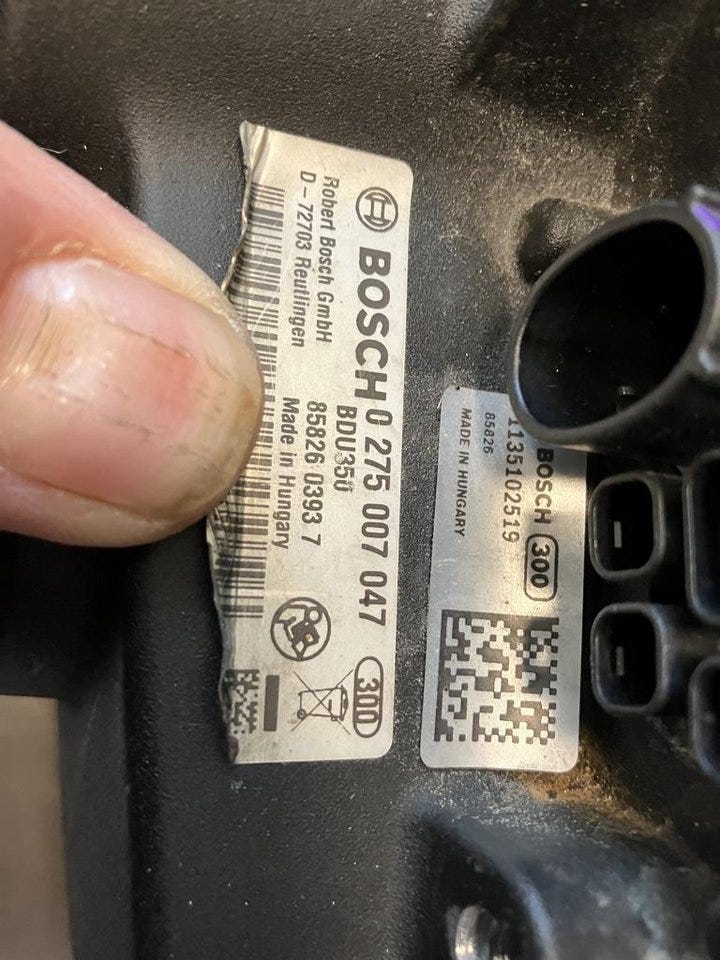 BOSCH 0 275 007 047
BDU350
Robert Bosch GmbH
D-72703 Reutlingen
85826 0393 7
Made in Hungary
300
BOSCH 300
1135102519
85826
MADE IN HUNGARY